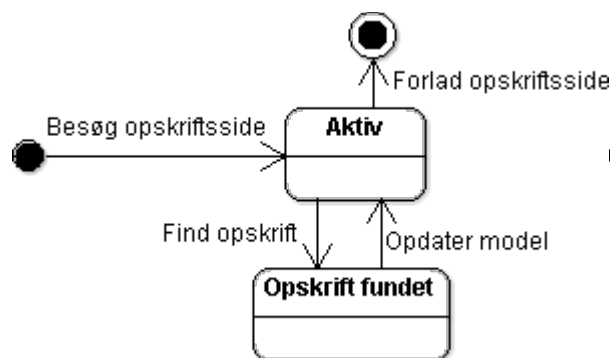 Forlad opskriftsside
Besøg opskriftsside
Aktiv
Find opskrift
Opdater model
Opskrift fundet